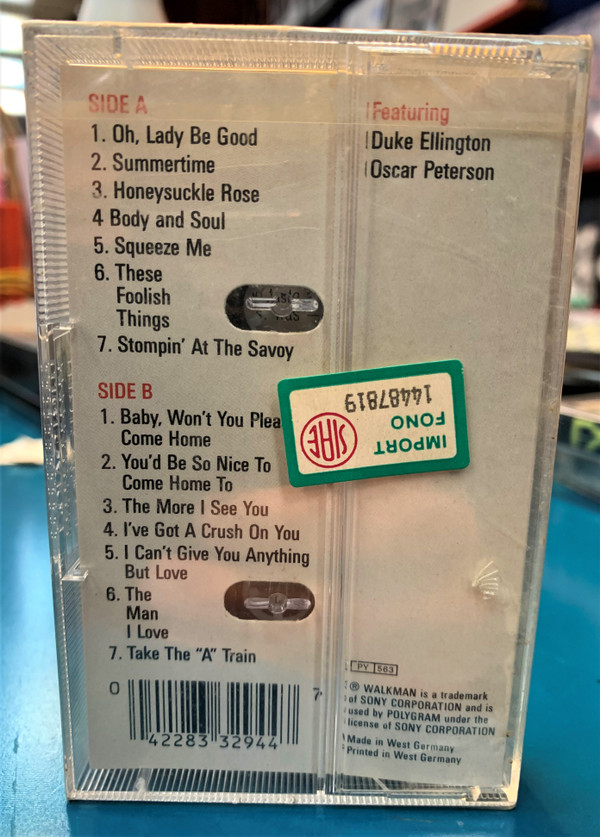 SIDE A
1. Oh, Lady Be Good
2. Summertime
3. Honeysuckle Rose
4 Body and Soul
5. Squeeze Me
6. These
Foolish
Things
7. Stompin' At The Savoy
SIDE B
1. Baby, Won't You Plea
Come Home
2. You'd Be So Nice To
Come Home To
3. The More I See You
4. I've Got A Crush On You
5. I Can't Give You Anything
But Love
6. The
Man
I Love
7. Take The "A" Train
0 42283 32944 7
Featuring
Duke Ellington
Oscar Peterson
IMPORT
FONO
14487819
SIAE
PY 563
® WALKMAN is a trademark
of SONY CORPORATION and is
used by POLYGRAM under the
license of SONY CORPORATION
Made in West Germany
Printed in West Germany